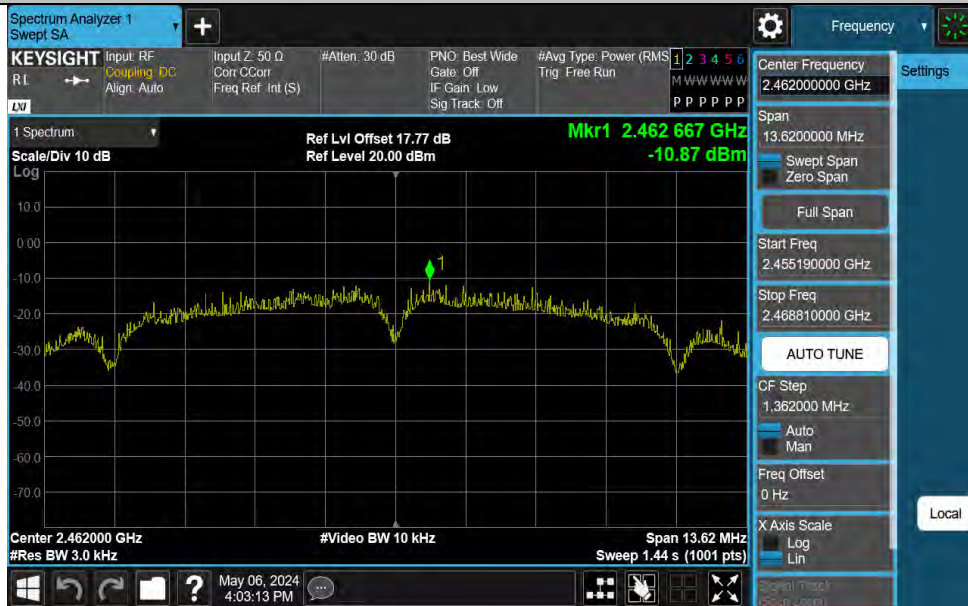 Spectrum Analyzer 1
Swept SA
Frequency
KEYSIGHT
RL
LXI
Input: RF
Coupling: DC
Align: Auto
Input Z: 50 Ω
Corr CCorr
Freq Ref: Int (S)
#Atten: 30 dB
PNO: Best Wide
Gate: Off
IF Gain: Low
Sig Track: Off
#Avg Type: Power (RMS
Trig: Free Run
1 2 3 4 5 6
M W W W W W
P P P P P P
1 Spectrum
Scale/Div 10 dB
Ref Lvl Offset 17.77 dB
Ref Level 20.00 dBm
Mkr1 2.462 667 GHz
-10.87 dBm
Log
10.0
0.00
-10.0
-20.0
-30.0
-40.0
-50.0
-60.0
-70.0
1
Center 2.462000 GHz
#Res BW 3.0 kHz
#Video BW 10 kHz
Span 13.62 MHz
Sweep 1.44 s (1001 pts)
May 06, 2024
4:03:13 PM
Center Frequency
2.462000000 GHz
Span
13.6200000 MHz
Swept Span
Zero Span
Full Span
Start Freq
2.455190000 GHz
Stop Freq
2.468810000 GHz
AUTO TUNE
CF Step
1.362000 MHz
Auto
Man
Freq Offset
0 Hz
X Axis Scale
Log
Lin
Signal Track
(Span Zoom)
Settings
Local